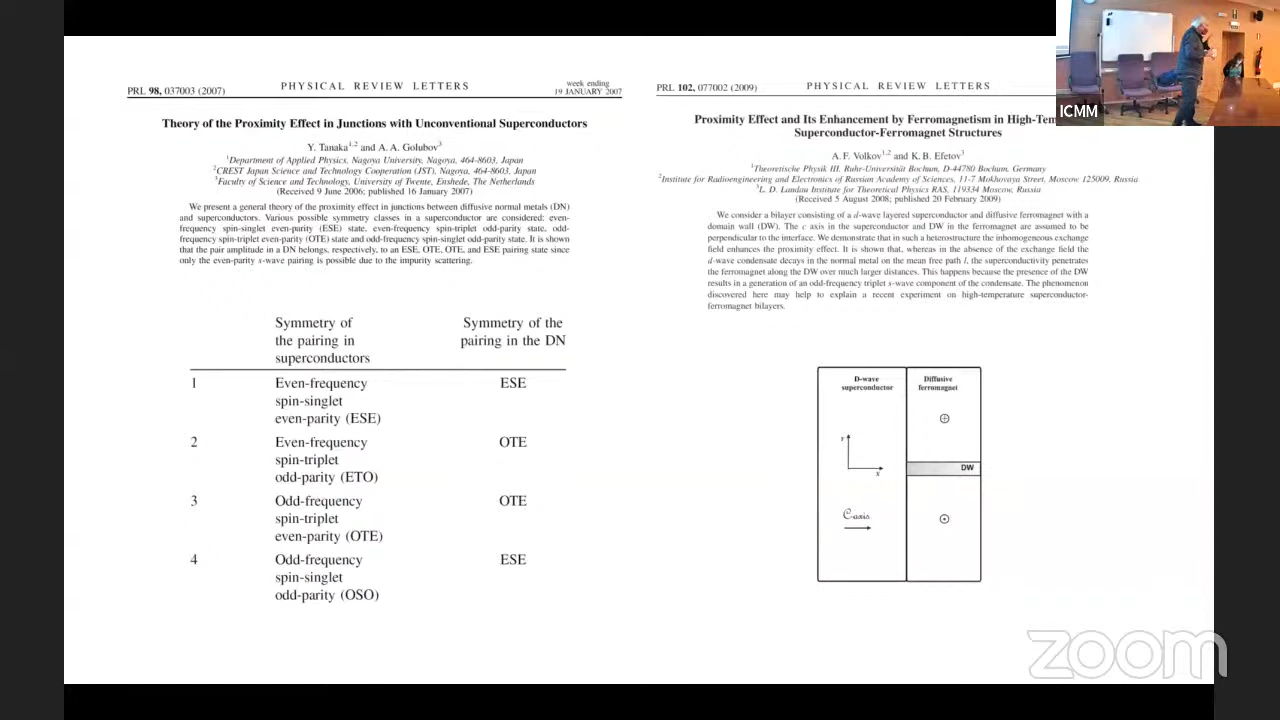 PRL 98, 037003 (2007)
PHYSICAL REVIEW LETTERS
week ending
19 JANUARY 2007
Theory of the Proximity Effect in Junctions with Unconventional Superconductors
Y. Tanaka1,2 and A. A. Golubov3
1Department of Applied Physics, Nagoya University, Nagoya, 464-8603, Japan
2CREST Japan Science and Technology Cooperation (JST), Nagoya, 464-8603, Japan
3Faculty of Science and Technology, University of Twente, Enshede, The Netherlands
(Received 9 June 2006; published 16 January 2007)
We present a general theory of the proximity effect in junctions between diffusive normal metals (DN)
and superconductors. Various possible symmetry classes in a superconductor are considered: even-
frequency spin-singlet even-parity (ESE) state, even-frequency spin-triplet odd-parity state, odd-
frequency spin-triplet even-parity (OTE) state and odd-frequency spin-singlet odd-parity state. It is shown
that the pair amplitude in a DN belongs, respectively, to an ESE, OTE, OTE, and ESE pairing state since
only the even-parity s-wave pairing is possible due to the impurity scattering.
Symmetry of
the pairing in
superconductors
Symmetry of the
pairing in the DN
1
Even-frequency
spin-singlet
even-parity (ESE)
ESE
2
Even-frequency
spin-triplet
odd-parity (ETO)
OTE
3
Odd-frequency
spin-triplet
even-parity (OTE)
OTE
4
Odd-frequency
spin-singlet
odd-parity (OSO)
ESE
PRL 102, 077002 (2009)
PHYSICAL REVIEW LETTERS
Proximity Effect and Its Enhancement by Ferromagnetism in High-Tem
Superconductor-Ferromagnet Structures
A. F. Volkov1,2 and K. B. Efetov3
1Theoretische Physik III, Ruhr-Universität Bochum, D-44780 Bochum, Germany
2Institute for Radioengineering and Electronics of Russian Academy of Sciences, 11-7 Mokhovaya Street, Moscow 125009, Russia
3L. D. Landau Institute for Theoretical Physics RAS, 119334 Moscow, Russia
(Received 5 August 2008; published 20 February 2009)
We consider a bilayer consisting of a d-wave layered superconductor and diffusive ferromagnet with a
domain wall (DW). The c axis in the superconductor and DW in the ferromagnet are assumed to be
perpendicular to the interface. We demonstrate that in such a heterostructure the inhomogeneous exchange
field enhances the proximity effect. It is shown that, whereas in the absence of the exchange field the
d-wave condensate decays in the normal metal on the mean free path l, the superconductivity penetrates
the ferromagnet along the DW over much larger distances. This happens because the presence of the DW
results in a generation of an odd-frequency triplet s-wave component of the condensate. The phenomenon
discovered here may help to explain a recent experiment on high-temperature superconductor-
ferromagnet bilayers.
D-wave
superconductor
Diffusive
ferromagnet
y
x
DW
C-axis
ICMM
zoom